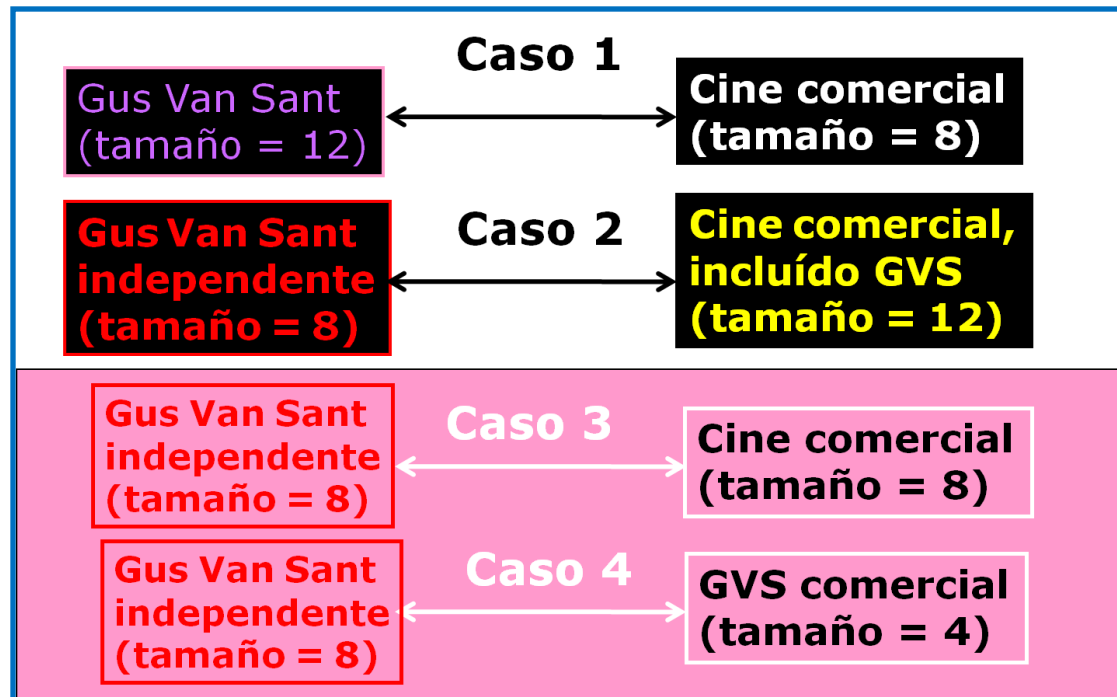 Caso 1
Gus Van Sant
(tamaño = 12)
Cine comercial
(tamaño = 8)
Caso 2
Gus Van Sant
independente
(tamaño = 8)
Cine comercial,
incluído GVS
(tamaño = 12)
Caso 3
Gus Van Sant
independente
(tamaño = 8)
Cine comercial
(tamaño = 8)
Caso 4
Gus Van Sant
independente
(tamaño = 8)
GVS comercial
(tamaño = 4)